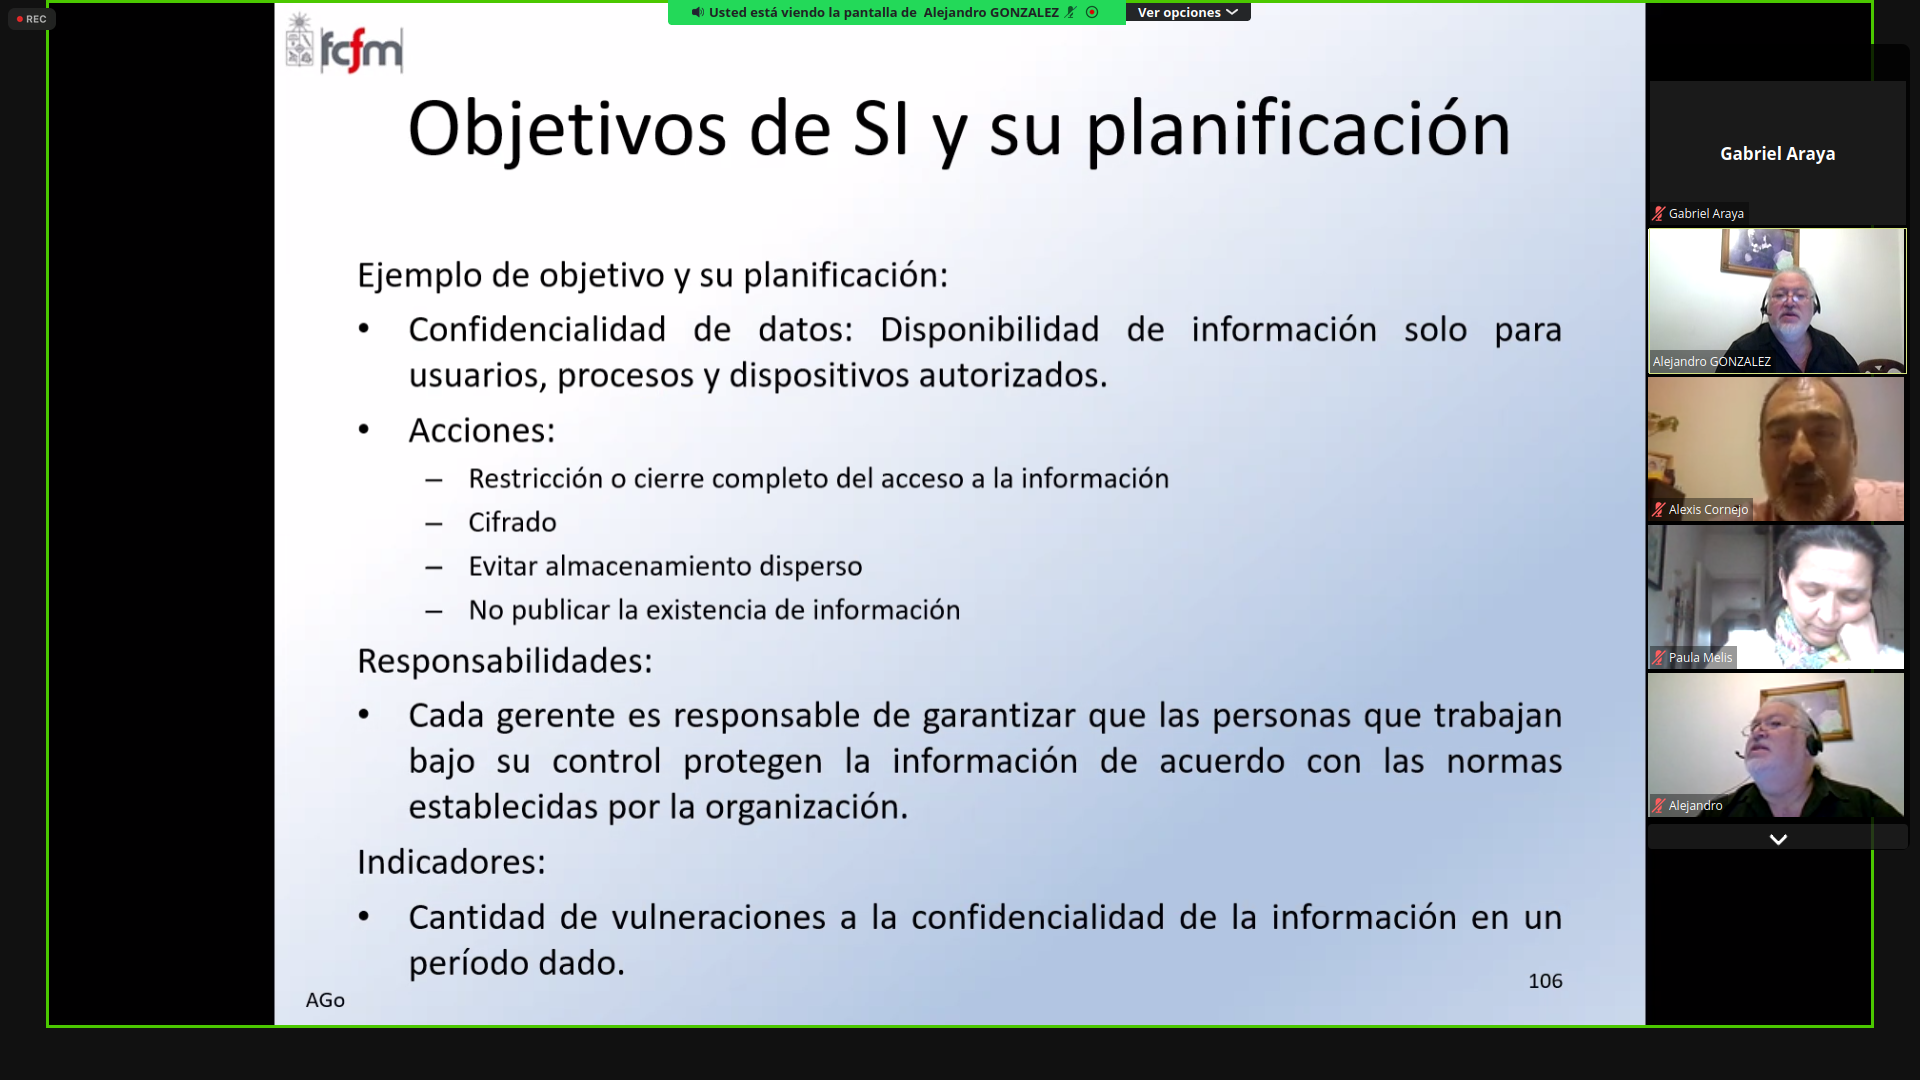 REC
Usted está viendo la pantalla de Alejandro GONZALEZ
Ver opciones
fcfm
Objetivos de SI y su planificación
Ejemplo de objetivo y su planificación:
• Confidencialidad de datos: Disponibilidad de información solo para
usuarios, procesos y dispositivos autorizados.
• Acciones:
– Restricción o cierre completo del acceso a la información
– Cifrado
– Evitar almacenamiento disperso
– No publicar la existencia de información
Responsabilidades:
• Cada gerente es responsable de garantizar que las personas que trabajan
bajo su control protegen la información de acuerdo con las normas
establecidas por la organización.
Indicadores:
• Cantidad de vulneraciones a la confidencialidad de la información en un
período dado.
AGo
106
Gabriel Araya
Gabriel Araya
Alejandro GONZALEZ
Alexis Cornejo
Paula Melis
Alejandro